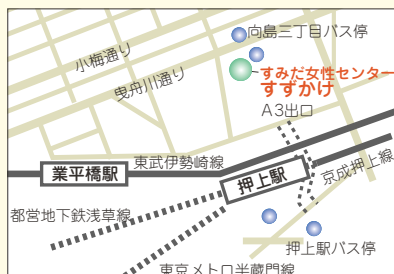 向島三丁目バス停
小梅通り
すみだ女性センター
すずかけ
曳舟川通り
A3出口
東武伊勢崎線
業平橋駅
押上駅
京成押上線
都営地下鉄浅草線
押上駅バス停
東京メトロ半蔵門線